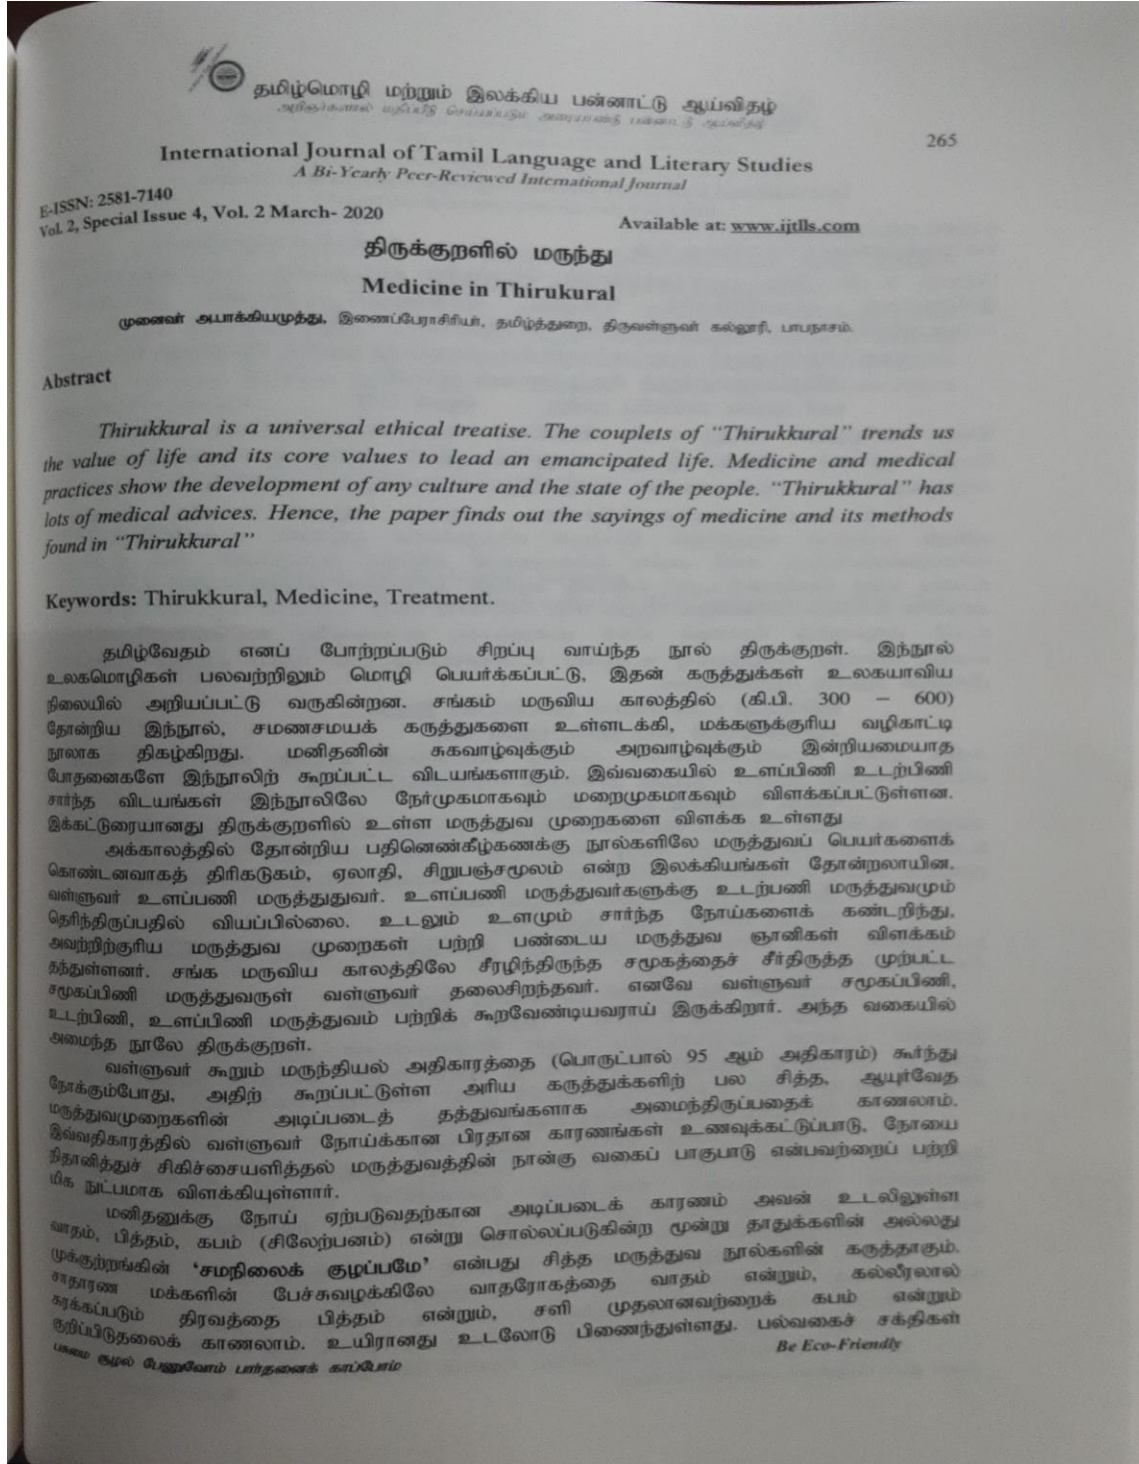 தமிழ்மொழி மற்றும் இலக்கிய பன்னாட்டு ஆய்விதழ்
அறிஞர்களால் மதிப்பீடு செய்யப்படும் அரையாண்டு பன்னாட்டு ஆய்விதழ்
265
International Journal of Tamil Language and Literary Studies
A Bi-Yearly Peer-Reviewed International Journal
E-ISSN: 2581-7140
Vol. 2, Special Issue 4, Vol. 2 March- 2020
Available at: www.ijtlls.com
திருக்குறளில் மருந்து
Medicine in Thirukural
முனைவர் அ.பாக்கியமுத்து, இணைப்பேராசிரியர், தமிழ்த்துறை, திருவள்ளுவர் கல்லூரி, பாபநாசம்.
Abstract
Thirukkural is a universal ethical treatise. The couplets of “Thirukkural” trends us
the value of life and its core values to lead an emancipated life. Medicine and medical
practices show the development of any culture and the state of the people. “Thirukkural” has
lots of medical advices. Hence, the paper finds out the sayings of medicine and its methods
found in “Thirukkural”
Keywords: Thirukkural, Medicine, Treatment.
தமிழ்வேதம் எனப் போற்றப்படும் சிறப்பு வாய்ந்த நூல் திருக்குறள். இந்நூல்
உலகமொழிகள் பலவற்றிலும் மொழி பெயர்க்கப்பட்டு, இதன் கருத்துக்கள் உலகயாவிய
நிலையில் அறியப்பட்டு வருகின்றன. சங்கம் மருவிய காலத்தில் (கி.பி. 300 – 600)
தோன்றிய இந்நூல், சமணசமயக் கருத்துகளை உள்ளடக்கி, மக்களுக்குரிய வழிகாட்டி
நூலாக திகழ்கிறது. மனிதனின் சுகவாழ்வுக்கும் அறவாழ்வுக்கும் இன்றியமையாத
போதனைகளே இந்நூலிற் கூறப்பட்ட விடயங்களாகும். இவ்வகையில் உளப்பிணி உடற்பிணி
சார்ந்த விடயங்கள் இந்நூலிலே நேர்முகமாகவும் மறைமுகமாகவும் விளக்கப்பட்டுள்ளன.
இக்கட்டுரையானது திருக்குறளில் உள்ள மருத்துவ முறைகளை விளக்க உள்ளது
அக்காலத்தில் தோன்றிய பதினெண்கீழ்கணக்கு நூல்களிலே மருத்துவப் பெயர்களைக்
கொண்டனவாகத் திரிகடுகம், ஏலாதி, சிறுபஞ்சமூலம் என்ற இலக்கியங்கள் தோன்றலாயின.
வள்ளுவர் உளப்பணி மருத்துதுவர். உளப்பணி மருத்துவர்களுக்கு உடற்பணி மருத்துவமும்
தெரிந்திருப்பதில் வியப்பில்லை. உடலும் உளமும் சார்ந்த நோய்களைக் கண்டறிந்து,
அவற்றிற்குரிய மருத்துவ முறைகள் பற்றி பண்டைய மருத்துவ ஞானிகள் விளக்கம்
தந்துள்ளனர். சங்க மருவிய காலத்திலே சீரழிந்திருந்த சமூகத்தைச் சீர்திருத்த முற்பட்ட
சமூகப்பிணி மருத்துவருள் வள்ளுவர் தலைசிறந்தவர். எனவே வள்ளுவர் சமூகப்பிணி,
உடற்பிணி, உளப்பிணி மருத்துவம் பற்றிக் கூறவேண்டியவராய் இருக்கிறார். அந்த வகையில்
அமைந்த நூலே திருக்குறள்.
வள்ளுவர் கூறும் மருந்தியல் அதிகாரத்தை (பொருட்பால் 95 ஆம் அதிகாரம்) கூர்ந்து
நோக்கும்போது, அதிற் கூறப்பட்டுள்ள அரிய கருத்துக்களிற் பல சித்த, ஆயுர்வேத
மருத்துவமுறைகளின் அடிப்படைத் தத்துவங்களாக அமைந்திருப்பதைக் காணலாம்.
இவ்வதிகாரத்தில் வள்ளுவர் நோய்க்கான பிரதான காரணங்கள் உணவுக்கட்டுப்பாடு, நோயை
நிதானித்துச் சிகிச்சையளித்தல் மருத்துவத்தின் நான்கு வகைப் பாகுபாடு என்பவற்றைப் பற்றி
மிக நுட்பமாக விளக்கியுள்ளார்.
மனிதனுக்கு நோய் ஏற்படுவதற்கான அடிப்படைக் காரணம் அவன் உடலிலுள்ள
வாதம், பித்தம், கபம் (சிலேற்பனம்) என்று சொல்லப்படுகின்ற மூன்று தாதுக்களின் அல்லது
முக்குற்றங்கின் ‘சமநிலைக் குழப்பமே’ என்பது சித்த மருத்துவ நூல்களின் கருத்தாகும்.
சாதாரண மக்களின் பேச்சுவழக்கிலே வாதரோகத்தை வாதம் என்றும், கல்லீரலால்
சுரக்கப்படும் திரவத்தை பித்தம் என்றும், சளி முதலானவற்றைக் கபம் என்றும்
குறிப்பிடுதலைக் காணலாம். உயிரானது உடலோடு பிணைந்துள்ளது. பல்வகைச் சக்திகள்
பசுமை சூழல் பேணுவோம் பார்தனைக் காப்போம்
Be Eco-Friendly